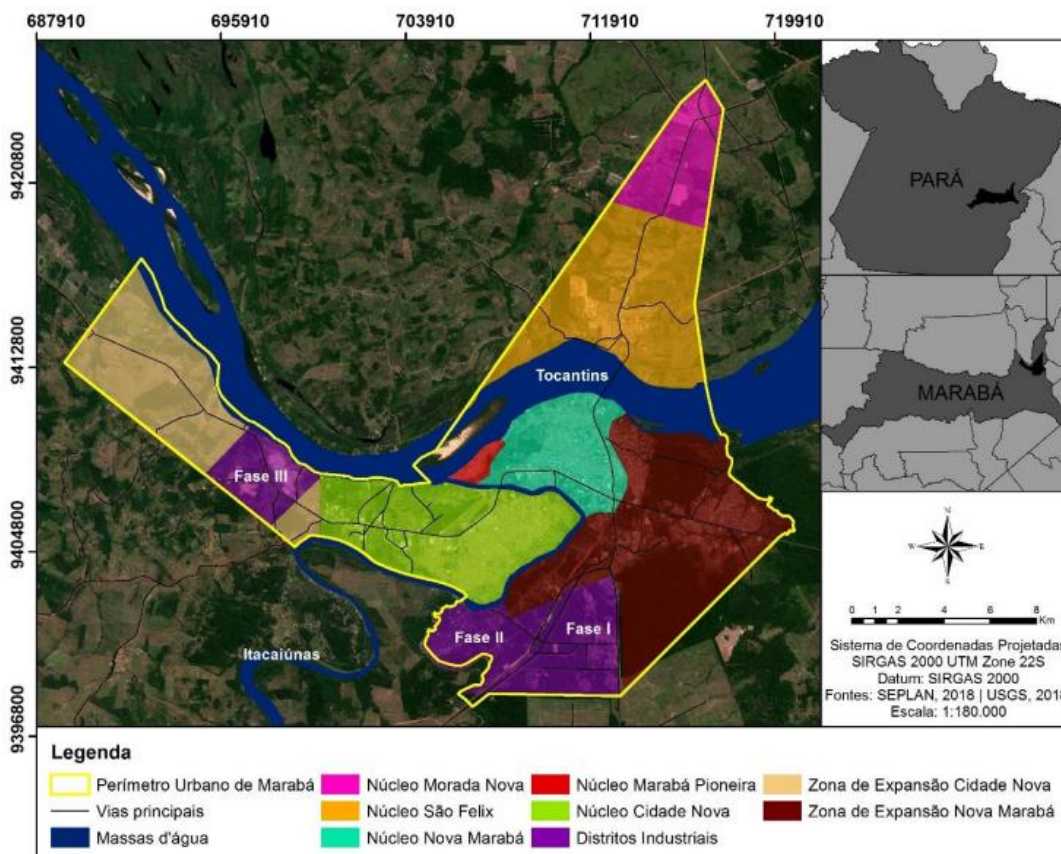 687910 695910 703910 711910 719910
9420800
9412800
9404800
9396800
Tocantins
Fase III
Fase II
Fase I
Itacaiúnas
PARÁ
MARABÁ
N
W E
S
0 1 2 4 6 8
Km
Sistema de Coordenadas Projetadas
SIRGAS 2000 UTM Zone 22S
Datum: SIRGAS 2000
Fontes: SEPLAN, 2018 | USGS, 2018
Escala: 1:180.000
Legenda
Perímetro Urbano de Marabá
Vias principais
Massas d'água
Núcleo Morada Nova
Núcleo São Felix
Núcleo Nova Marabá
Núcleo Marabá Pioneira
Núcleo Cidade Nova
Distritos Industriais
Zona de Expansão Cidade Nova
Zona de Expansão Nova Marabá